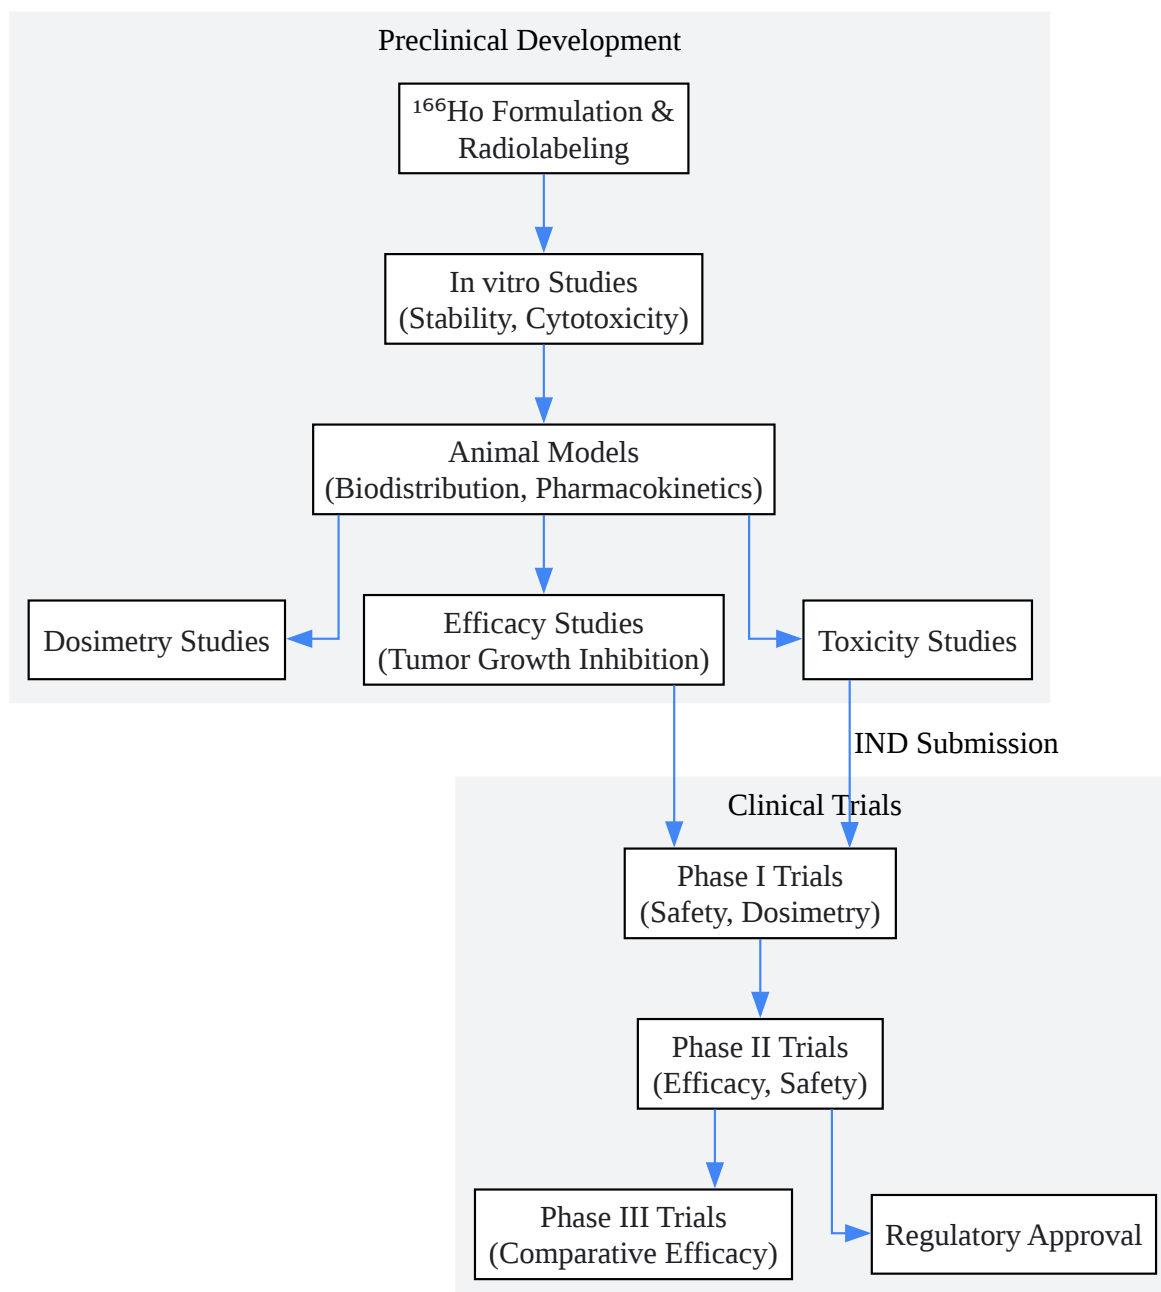 Preclinical Development
¹⁶⁶Ho Formulation &
Radiolabeling
In vitro Studies
(Stability, Cytotoxicity)
Animal Models
(Biodistribution, Pharmacokinetics)
Dosimetry Studies
Efficacy Studies
(Tumor Growth Inhibition)
Toxicity Studies
IND Submission
Clinical Trials
Phase I Trials
(Safety, Dosimetry)
Phase II Trials
(Efficacy, Safety)
Phase III Trials
(Comparative Efficacy)
Regulatory Approval